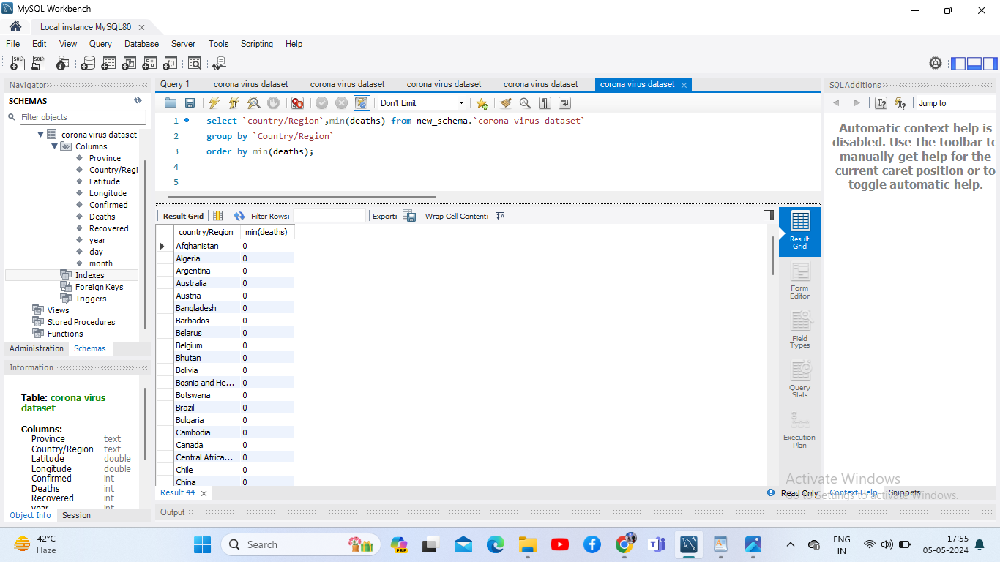 MySQL Workbench
Local instance MySQL80
File Edit View Query Database Server Tools Scripting Help
Navigator
SCHEMAS
Filter objects
corona virus dataset
Columns
Province
Country/Regi
Latitude
Longitude
Confirmed
Deaths
Recovered
year
day
month
Indexes
Foreign Keys
Triggers
Views
Stored Procedures
Functions
Administration Schemas
Information
Table: corona virus
dataset
Columns:
Province text
Country/Region text
Latitude double
Longitude double
Confirmed int
Deaths int
Recovered int
year int
Object Info Session
Query 1 corona virus dataset corona virus dataset corona virus dataset corona virus dataset corona virus dataset
Don't Limit
1 select `country/Region`,min(deaths) from new_schema.`corona virus dataset`
2 group by `Country/Region`
3 order by min(deaths);
4
5
Result Grid Filter Rows: Export: Wrap Cell Content:
country/Region min(deaths)
Afghanistan 0
Algeria 0
Argentina 0
Australia 0
Austria 0
Bangladesh 0
Barbados 0
Belarus 0
Belgium 0
Bhutan 0
Bolivia 0
Bosnia and He... 0
Botswana 0
Brazil 0
Bulgaria 0
Cambodia 0
Canada 0
Central Africa... 0
Chile 0
China 0
Result 44
Read Only
Output
Result
Grid
Form
Editor
Field
Types
Query
Stats
Execution
Plan
SQLAdditions
Jump to
Automatic context help is
disabled. Use the toolbar to
manually get help for the
current caret position or to
toggle automatic help.
Activate Windows
Go to Settings to activate Windows.
Context Help Snippets
42°C
Haze
Search
PRE
ENG
IN
17:55
05-05-2024